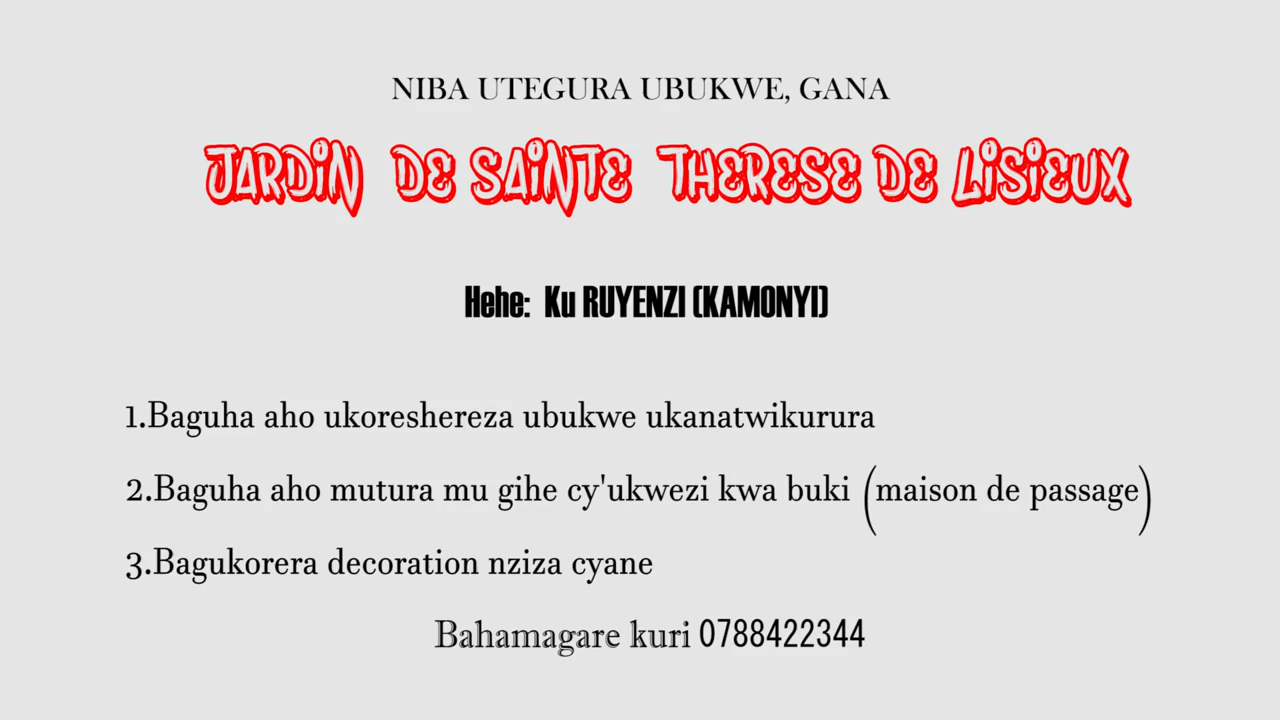 NIBA UTEGURA UBUKWE, GANA
JARDiN DE SAiNTE THERESE DE LiSiEUX
Hehe: Ku RUYENZI (KAMONYI)
1.Baguha aho ukoreshereza ubukwe ukanatwikurura
2.Baguha aho mutura mu gihe cy'ukwezi kwa buki (maison de passage)
3.Bagukorera decoration nziza cyane
Bahamagare kuri 0788422344